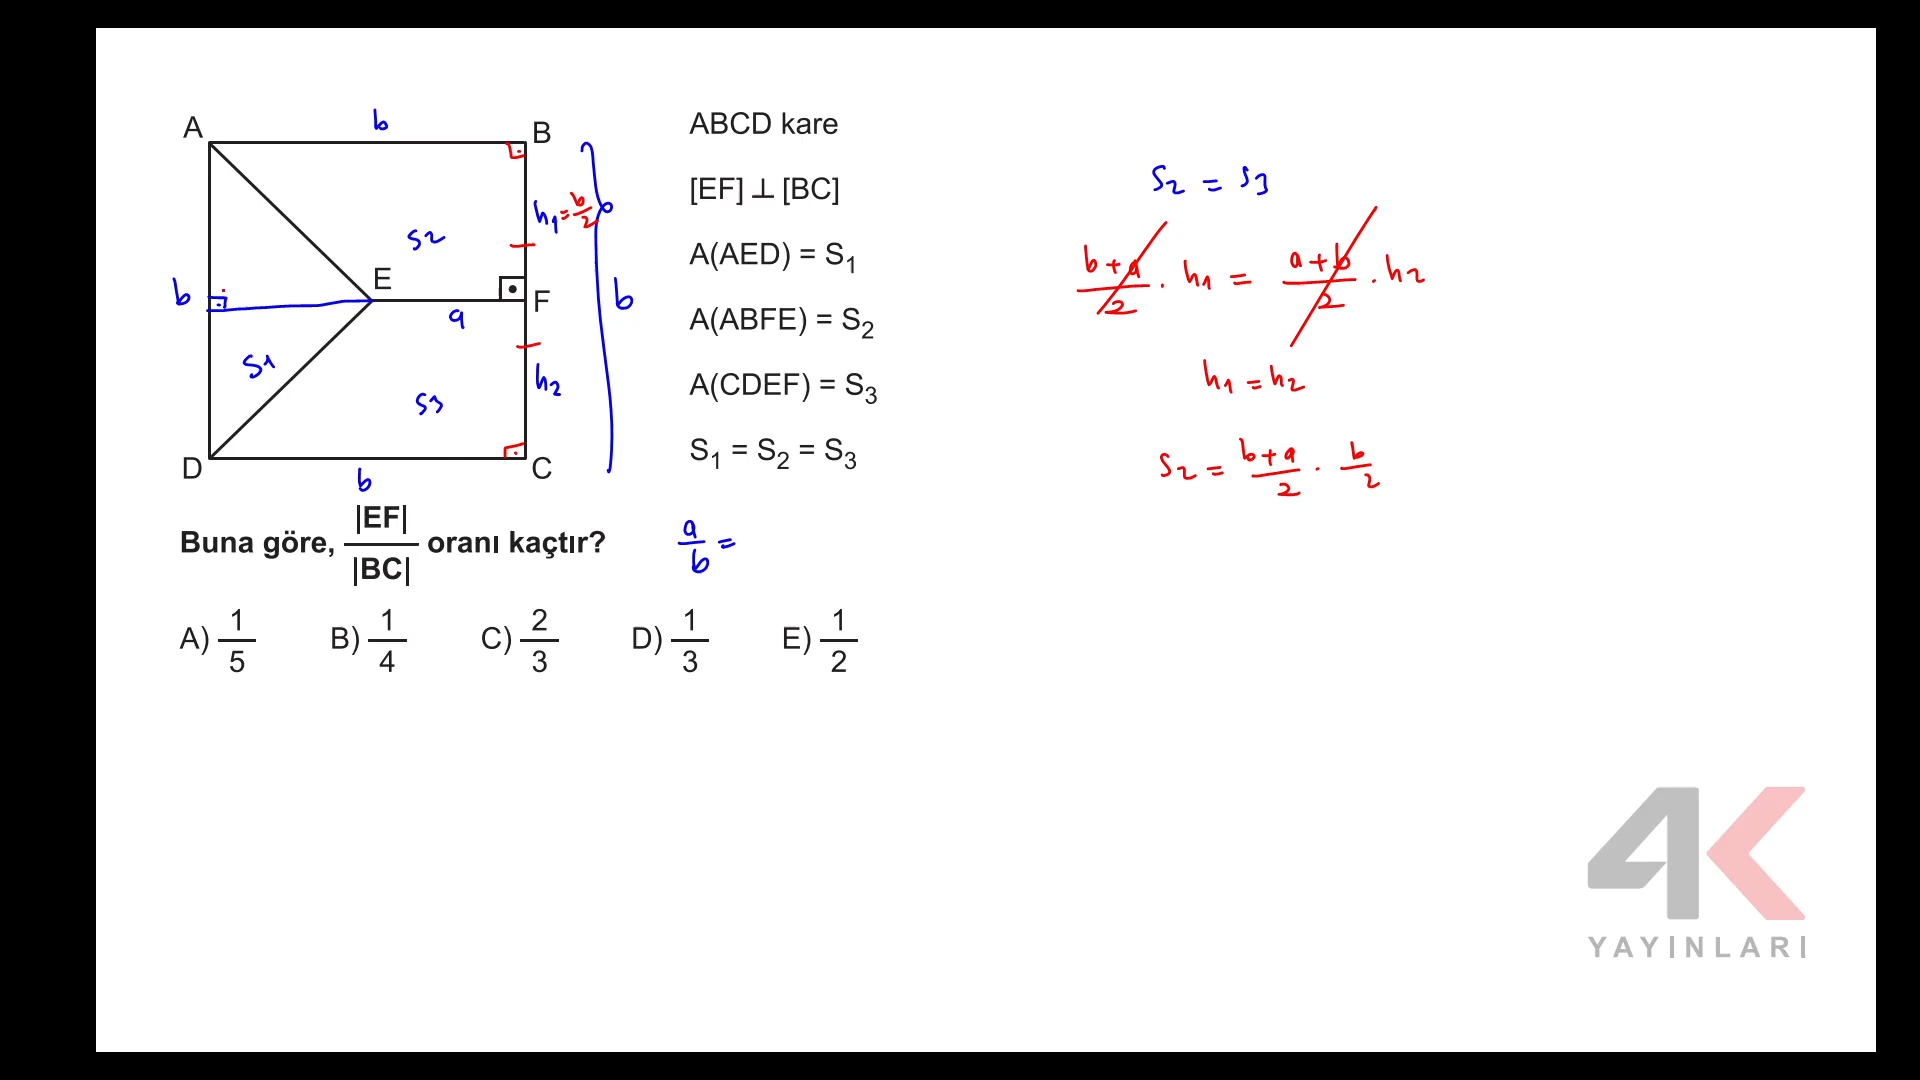 A
b
B
ABCD kare
[EF] ⊥ [BC]
A(AED) = S₁
A(ABFE) = S₂
A(CDEF) = S₃
S₁ = S₂ = S₃
h₁ = b/2
S2
E
b
F
a
b
S1
S3
h2
D
b
C
Buna göre, |EF|/|BC| oranı kaçtır?
a/b =
A) 1/5 B) 1/4 C) 2/3 D) 1/3 E) 1/2
S2 = S3
b+a/2 · h1 = a+b/2 · h2
h1 = h2
S2 = b+a/2 · b/2
4K
YAYINLARI